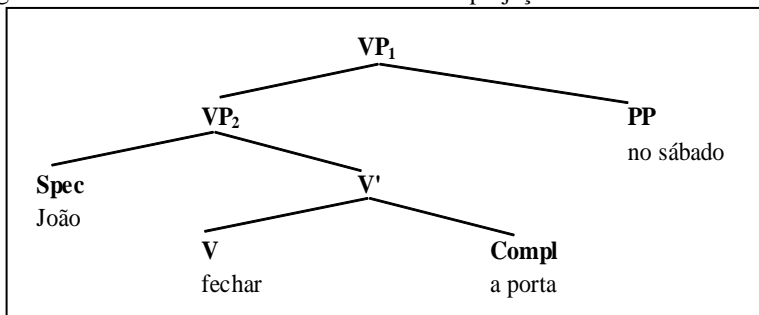 VP₁
VP₂ PP
no sábado
Spec V'
João
V Compl
fechar a porta